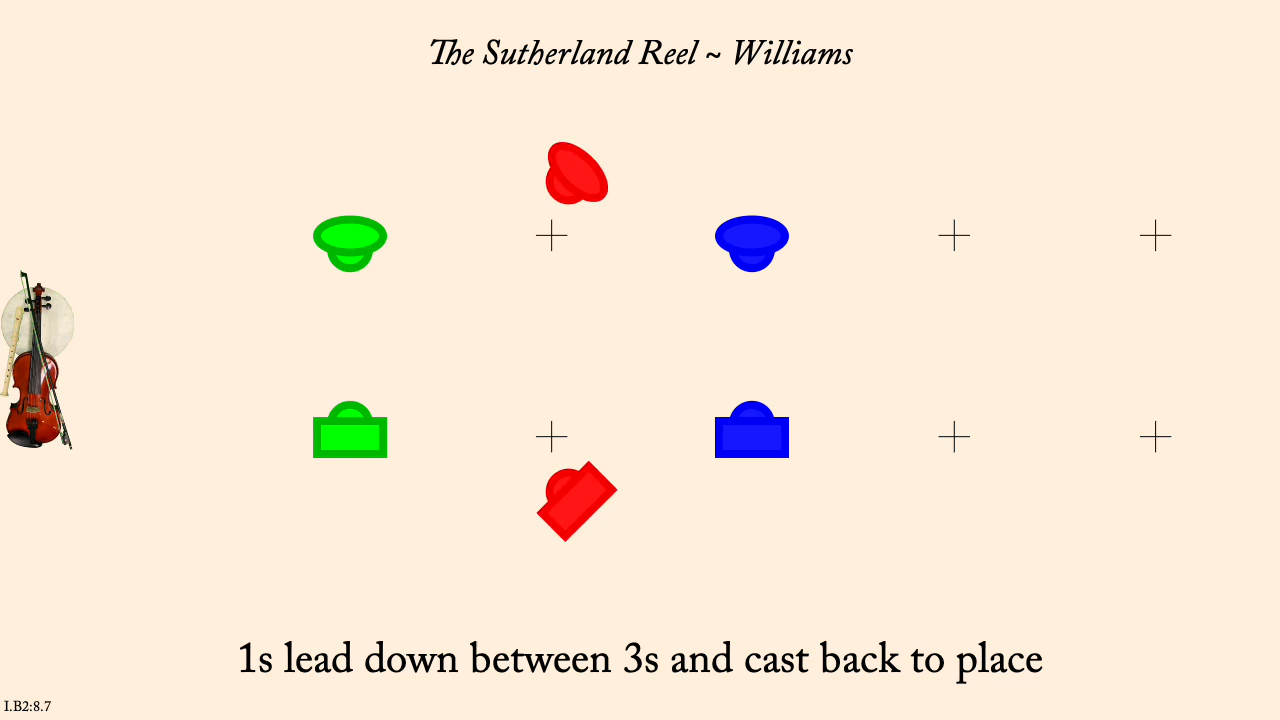 The Sutherland Reel ~ Williams
1s lead down between 3s and cast back to place
I.B2:8.7